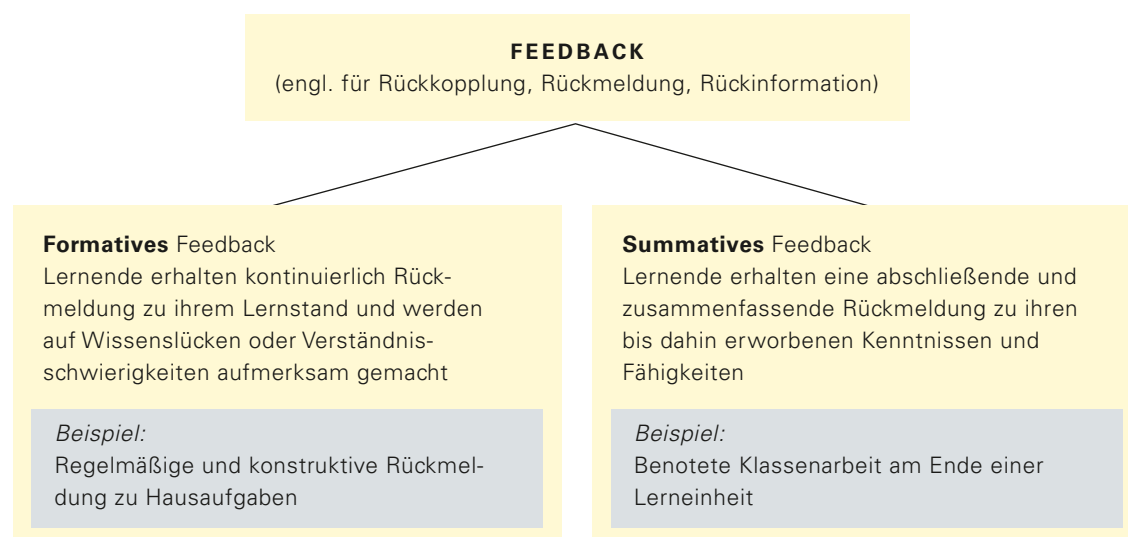 FEEDBACK
(engl. für Rückkopplung, Rückmeldung, Rückinformation)
Formatives Feedback
Lernende erhalten kontinuierlich Rück-
meldung zu ihrem Lernstand und werden
auf Wissenslücken oder Verständnis-
schwierigkeiten aufmerksam gemacht
Beispiel:
Regelmäßige und konstruktive Rückmel-
dung zu Hausaufgaben
Summatives Feedback
Lernende erhalten eine abschließende und
zusammenfassende Rückmeldung zu ihren
bis dahin erworbenen Kenntnissen und
Fähigkeiten
Beispiel:
Benotete Klassenarbeit am Ende einer
Lerneinheit